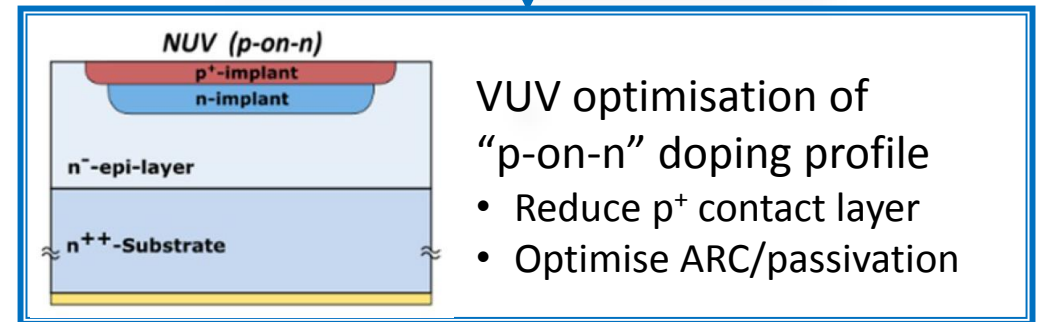 NUV (p-on-n)
p⁺-implant
n-implant
n⁻-epi-layer
n⁺⁺-Substrate
VUV optimisation of
“p-on-n” doping profile
• Reduce p⁺ contact layer
• Optimise ARC/passivation